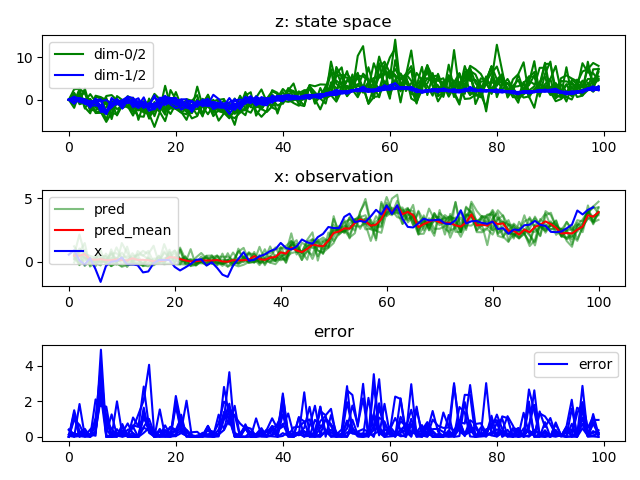 z: state space
10
0
dim-0/2
dim-1/2
0 20 40 60 80 100
x: observation
5
0
pred
pred_mean
x
0 20 40 60 80 100
error
4
2
0
error
0 20 40 60 80 100